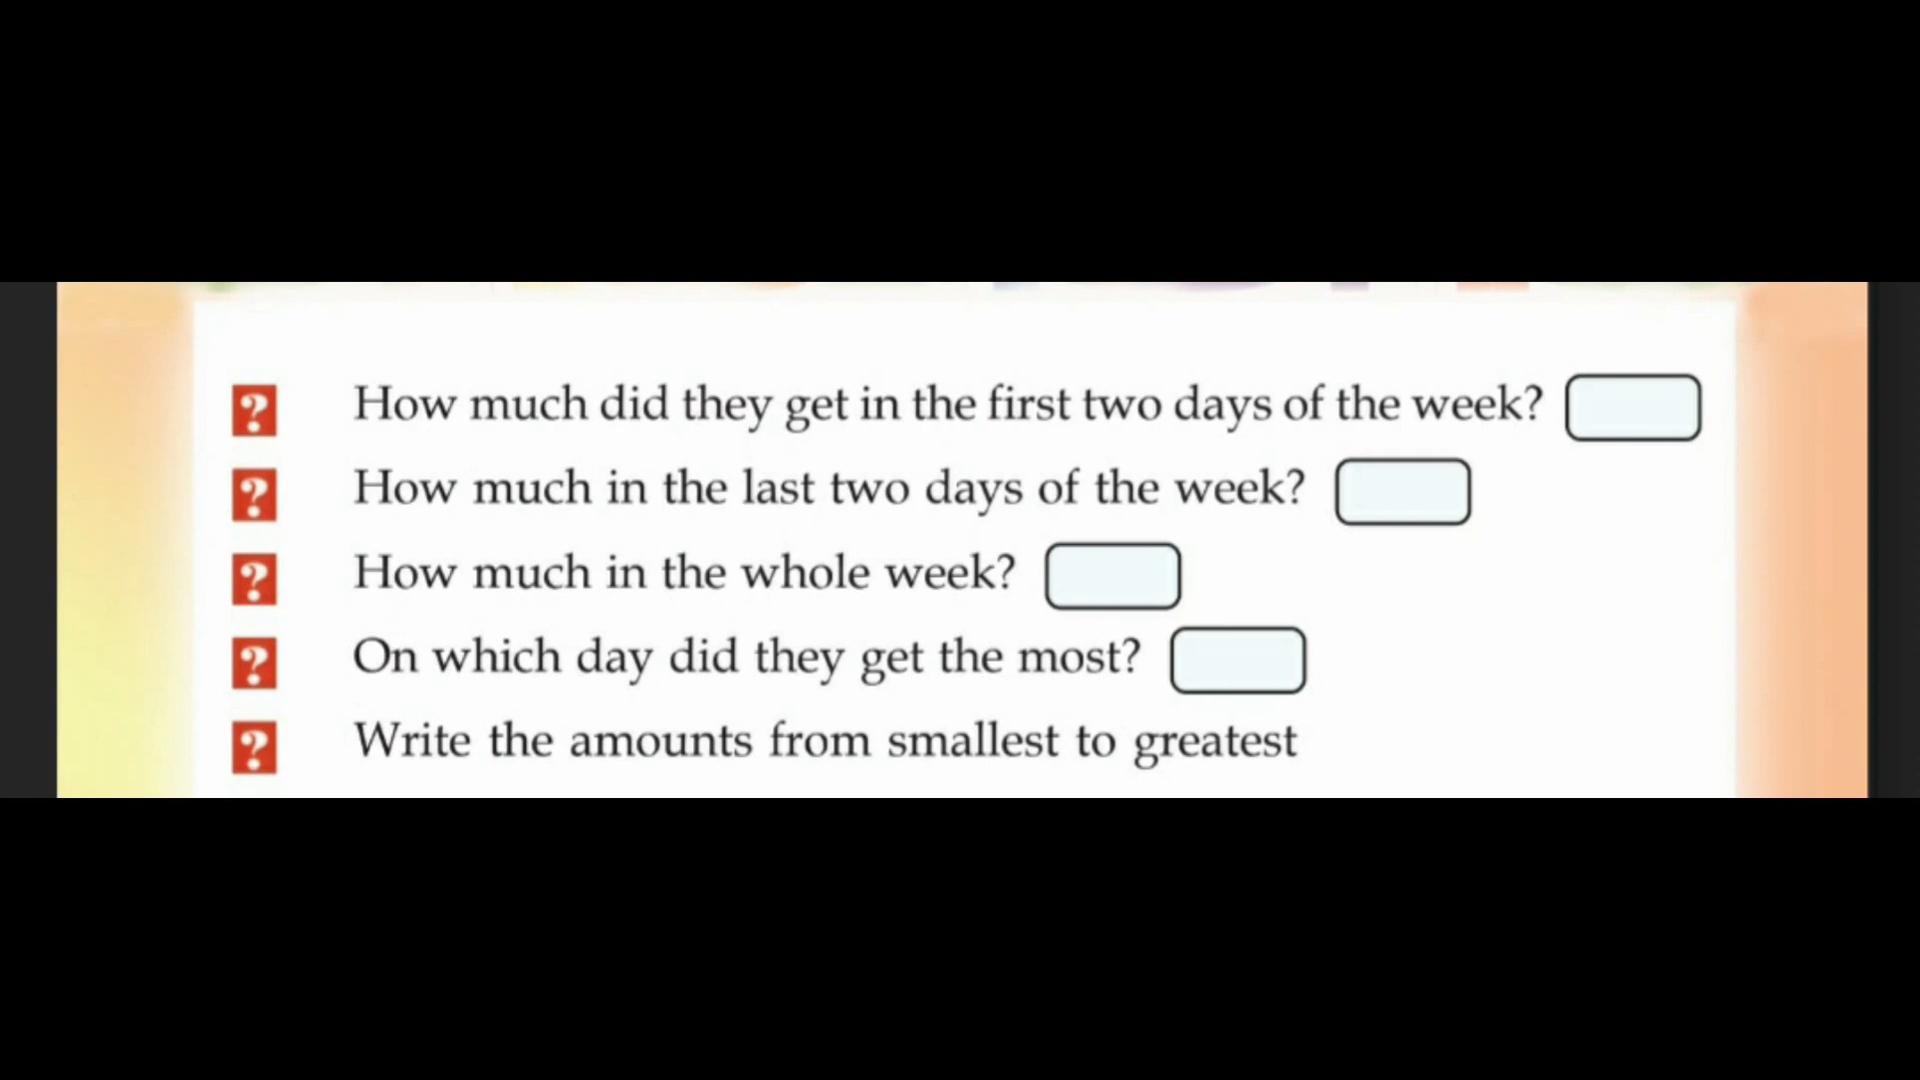 How much did they get in the first two days of the week?
How much in the last two days of the week?
How much in the whole week?
On which day did they get the most?
Write the amounts from smallest to greatest